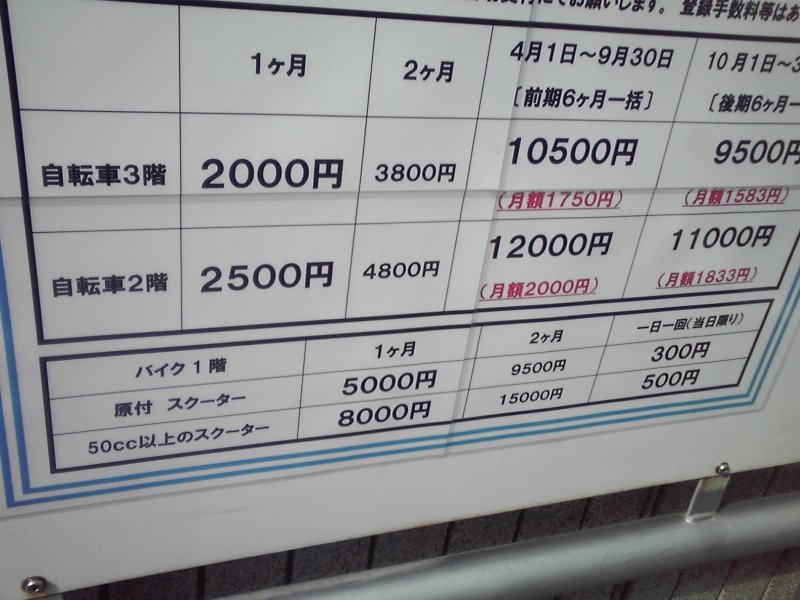 にてお願いします。登録手数料等はあ
1ヶ月 2ヶ月 4月1日～9月30日 10月1日～3
〔前期6ヶ月一括〕 〔後期6ヶ月一
自転車3階 2000円 3800円 10500円 9500円
(月額1750円) (月額1583円)
自転車2階 2500円 4800円 12000円 11000円
(月額2000円) (月額1833円)
バイク1階 1ヶ月 2ヶ月 一日一回(当日限り)
原付 スクーター 5000円 9500円 300円
50cc以上のスクーター 8000円 15000円 500円